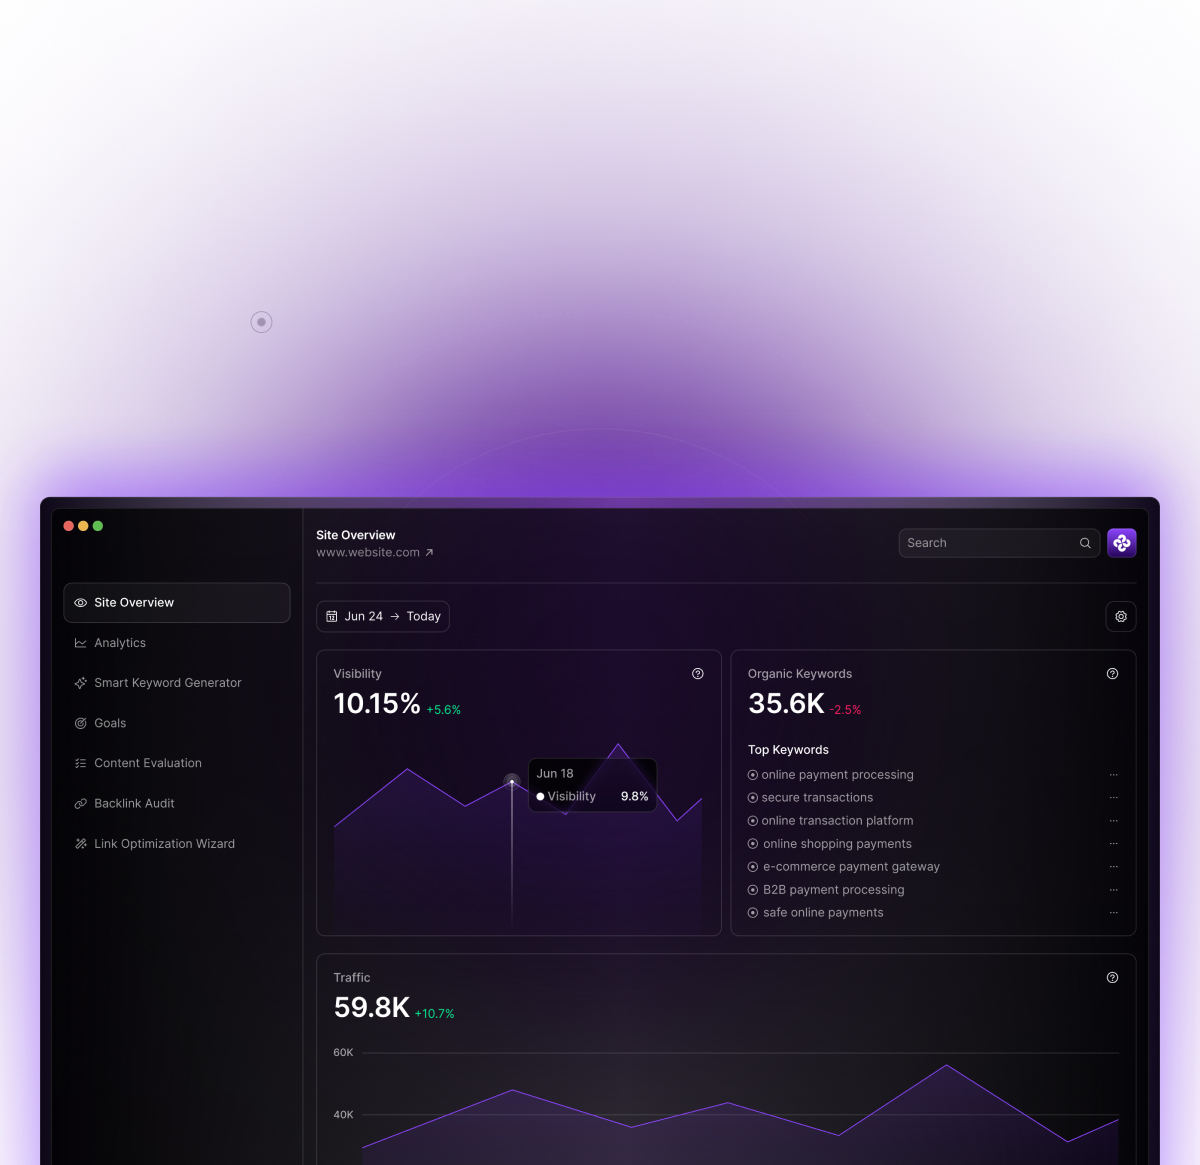 Site Overview
www.website.com
Search
Site Overview
Analytics
Smart Keyword Generator
Goals
Content Evaluation
Backlink Audit
Link Optimization Wizard
12 Jun 24 → Today
Visibility
10.15% +5.6%
Jun 18
Visibility 9.8%
Organic Keywords
35.6K -2.5%
Top Keywords
online payment processing
secure transactions
online transaction platform
online shopping payments
e-commerce payment gateway
B2B payment processing
safe online payments
Traffic
59.8K +10.7%
60K
40K